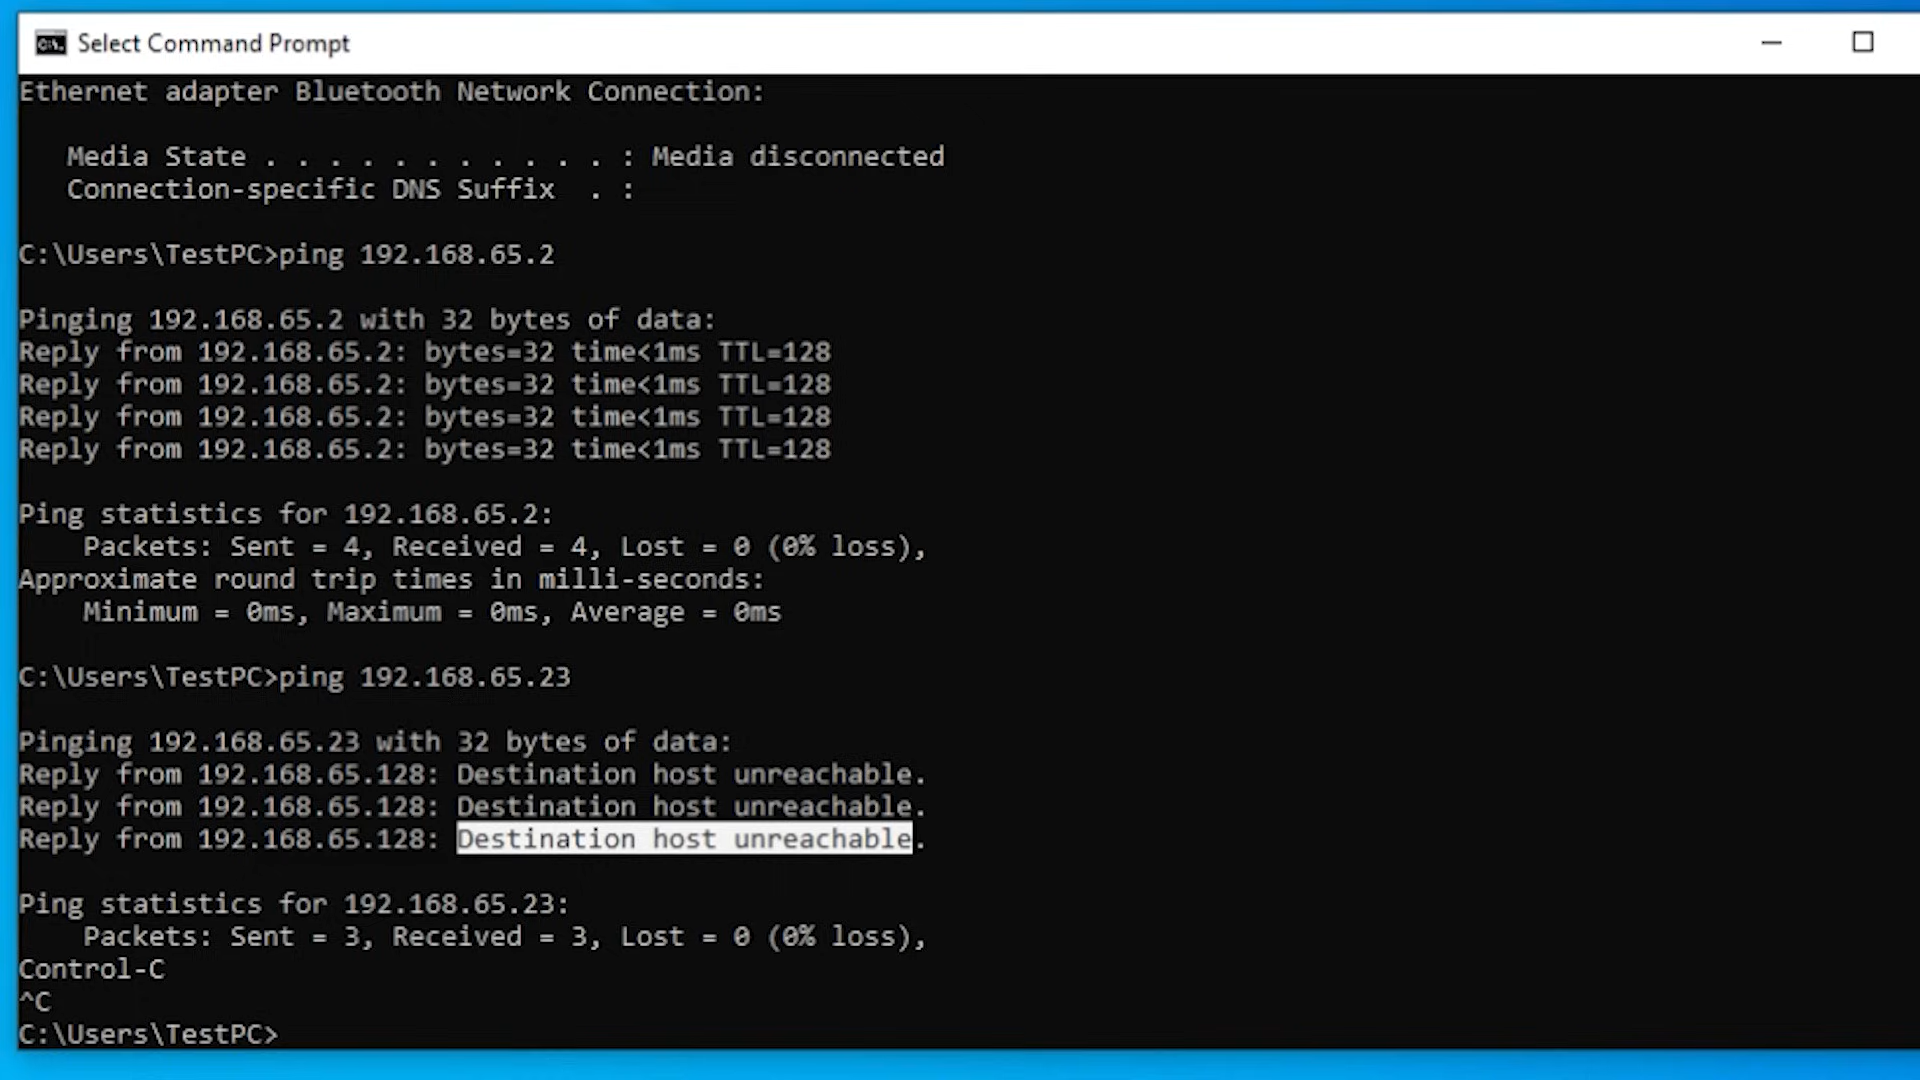 Select Command Prompt
Ethernet adapter Bluetooth Network Connection:
Media State . . . . . . . . . . . : Media disconnected
Connection-specific DNS Suffix  . :
C:\Users\TestPC>ping 192.168.65.2
Pinging 192.168.65.2 with 32 bytes of data:
Reply from 192.168.65.2: bytes=32 time<1ms TTL=128
Reply from 192.168.65.2: bytes=32 time<1ms TTL=128
Reply from 192.168.65.2: bytes=32 time<1ms TTL=128
Reply from 192.168.65.2: bytes=32 time<1ms TTL=128
Ping statistics for 192.168.65.2:
Packets: Sent = 4, Received = 4, Lost = 0 (0% loss),
Approximate round trip times in milli-seconds:
Minimum = 0ms, Maximum = 0ms, Average = 0ms
C:\Users\TestPC>ping 192.168.65.23
Pinging 192.168.65.23 with 32 bytes of data:
Reply from 192.168.65.128: Destination host unreachable.
Reply from 192.168.65.128: Destination host unreachable.
Reply from 192.168.65.128: Destination host unreachable.
Ping statistics for 192.168.65.23:
Packets: Sent = 3, Received = 3, Lost = 0 (0% loss),
Control-C
^C
C:\Users\TestPC>